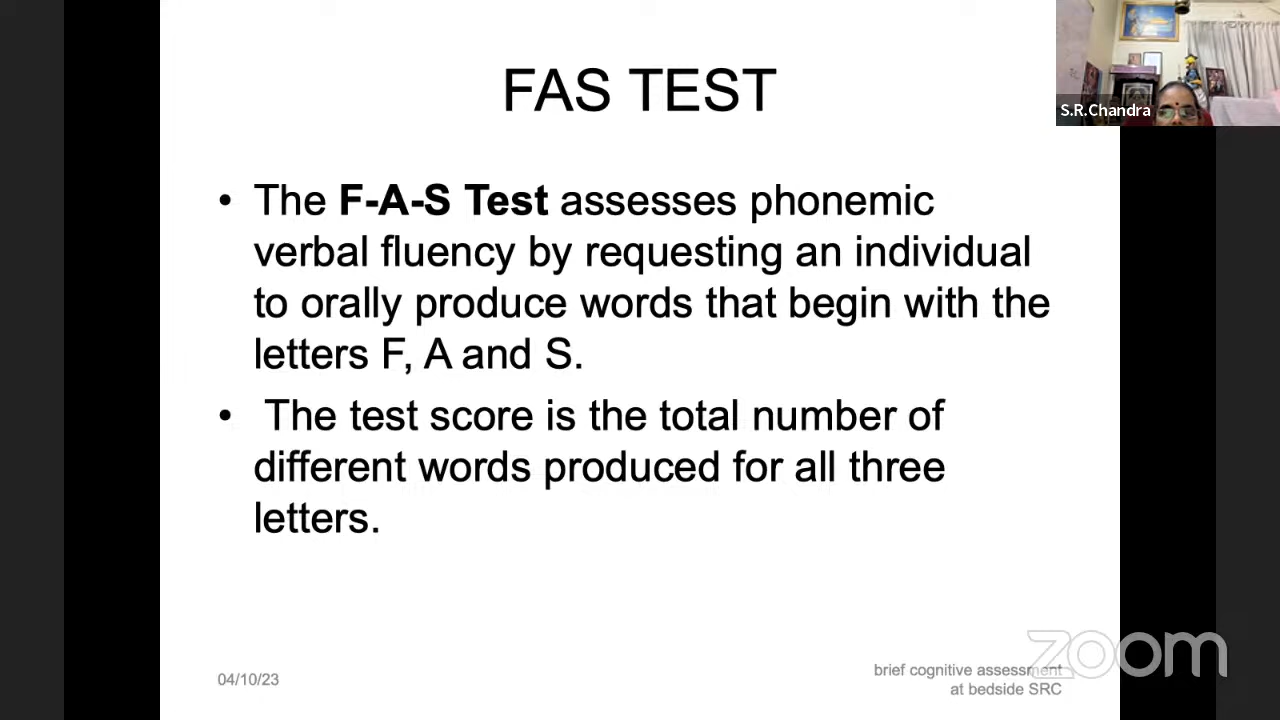 FAS TEST
S.R.Chandra
• The F-A-S Test assesses phonemic
verbal fluency by requesting an individual
to orally produce words that begin with the
letters F, A and S.
• The test score is the total number of
different words produced for all three
letters.
zoom
04/10/23
brief cognitive assessment
at bedside SRC